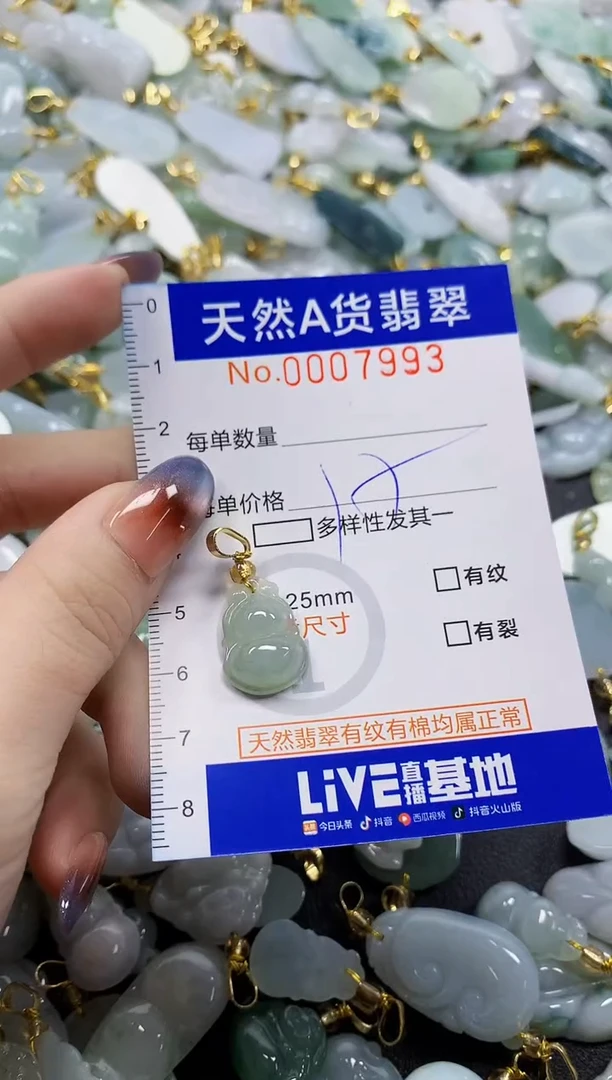 天然A货翡翠
No.0007993
0
1
2
每单数量
每单价格
多样性发其一
25mm
尺寸
有纹
有裂
5
6
7
8
天然翡翠有纹有棉均属正常
LiVE直播基地
头条 今日头条 抖音 西瓜视频 抖音火山版